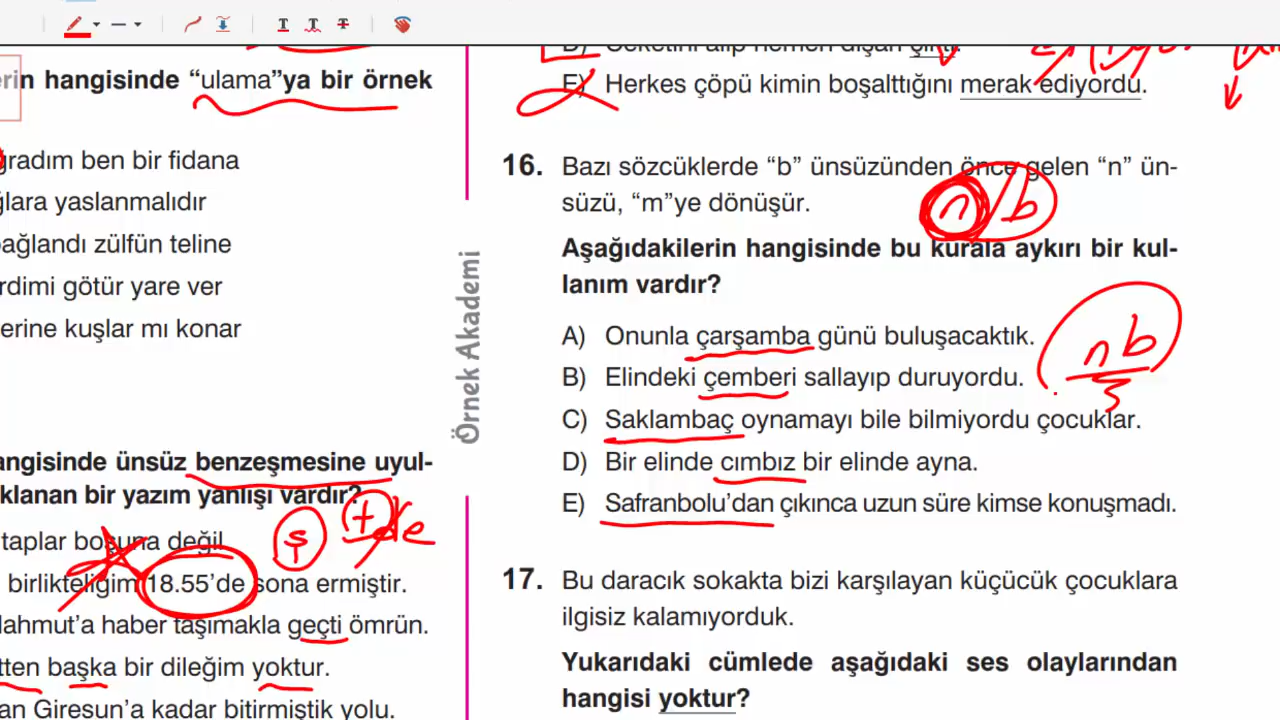 rin hangisinde “ulama”ya bir örnek
ğradım ben bir fidana
ğlara yaslanmalıdır
bağlandı zülfün teline
rdimi götür yare ver
erine kuşlar mı konar
angisinde ünsüz benzeşmesine uyul-
klanan bir yazım yanlışı vardır?
ş t de
taplar boşuna değil
birlikteliğim 18.55’de sona ermiştir.
Mahmut’a haber taşımakla geçti ömrün.
tten başka bir dileğim yoktur.
an Giresun’a kadar bitirmiştik yolu.
Örnek Akademi
E) Herkes çöpü kimin boşalttığını merak ediyordu.
16. Bazı sözcüklerde “b” ünsüzünden önce gelen “n” ün-
süzü, “m”ye dönüşür.
n/b
Aşağıdakilerin hangisinde bu kurala aykırı bir kul-
lanım vardır?
A) Onunla çarşamba günü buluşacaktık.
n b
B) Elindeki çemberi sallayıp duruyordu.
C) Saklambaç oynamayı bile bilmiyordu çocuklar.
D) Bir elinde cımbız bir elinde ayna.
E) Safranbolu’dan çıkınca uzun süre kimse konuşmadı.
17. Bu daracık sokakta bizi karşılayan küçücük çocuklara
ilgisiz kalamıyorduk.
Yukarıdaki cümlede aşağıdaki ses olaylarından
hangisi yoktur?